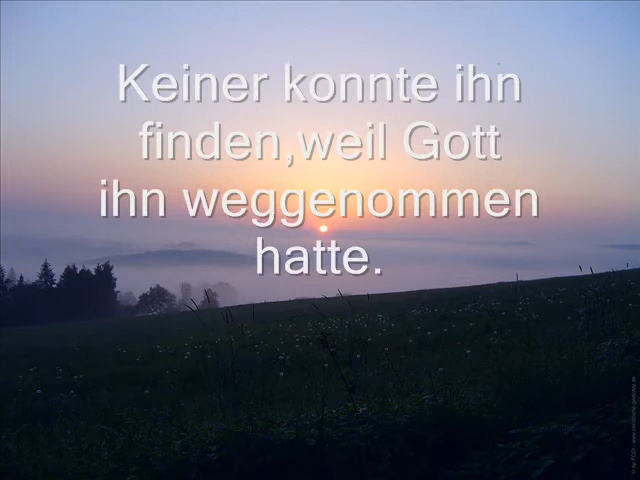 Keiner konnte ihn
finden,weil Gott
ihn weggenommen
hatte.